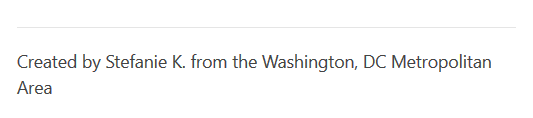 Created by Stefanie K. from the Washington, DC Metropolitan
Area